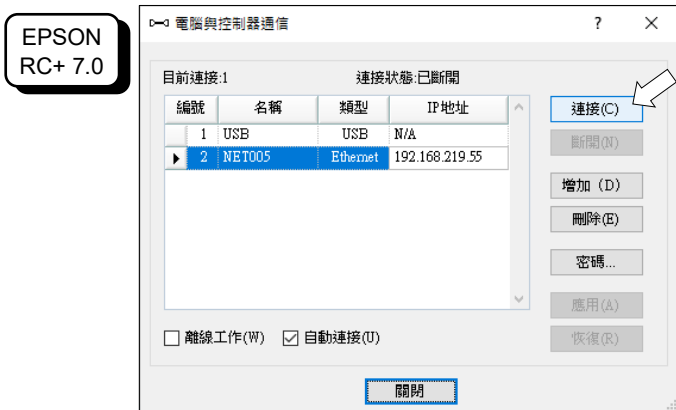 EPSON
RC+ 7.0
電腦與控制器通信
?
目前連接:1
連接狀態:已斷開
編號 名稱 類型 IP地址
1 USB USB N/A
2 NET005 Ethernet 192.168.219.55
連接(C)
斷開(N)
增加 (D)
刪除(E)
密碼...
應用(A)
恢復(R)
離線工作(W)
自動連接(U)
關閉